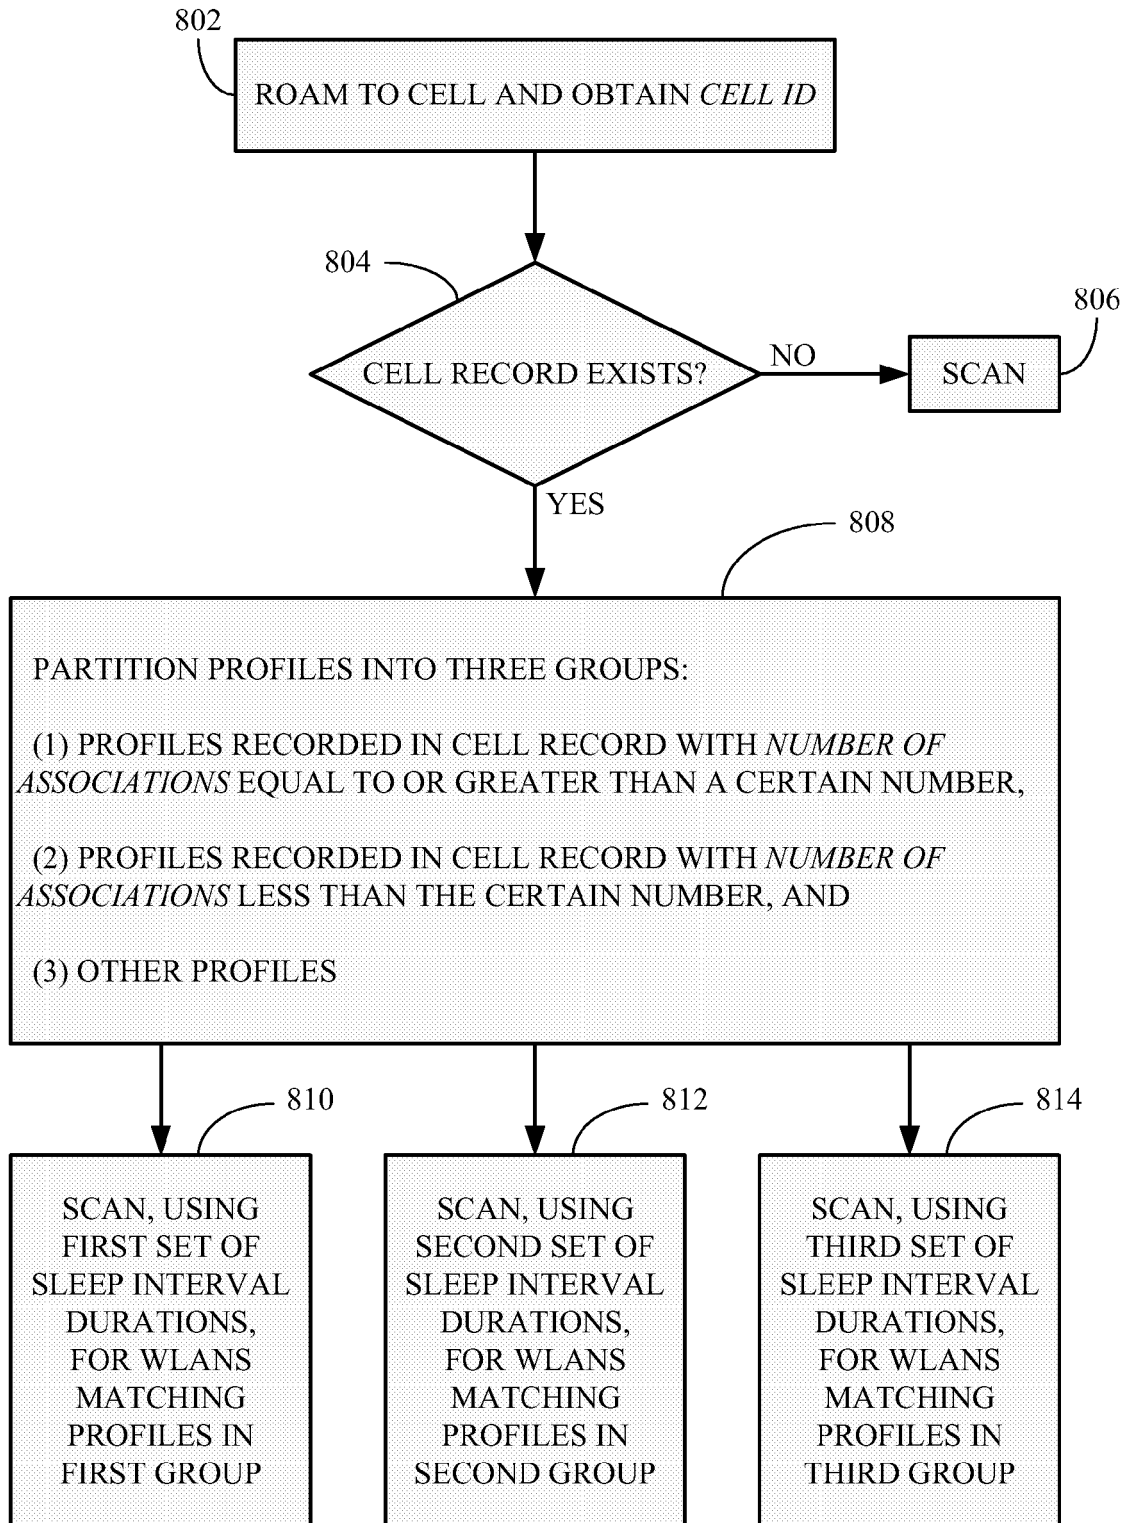 802
ROAM TO CELL AND OBTAIN CELL ID
804
CELL RECORD EXISTS?
NO
806
SCAN
YES
808
PARTITION PROFILES INTO THREE GROUPS:
(1) PROFILES RECORDED IN CELL RECORD WITH NUMBER OF
ASSOCIATIONS EQUAL TO OR GREATER THAN A CERTAIN NUMBER,
(2) PROFILES RECORDED IN CELL RECORD WITH NUMBER OF
ASSOCIATIONS LESS THAN THE CERTAIN NUMBER, AND
(3) OTHER PROFILES
810
SCAN, USING
FIRST SET OF
SLEEP INTERVAL
DURATIONS,
FOR WLANS
MATCHING
PROFILES IN
FIRST GROUP
812
SCAN, USING
SECOND SET OF
SLEEP INTERVAL
DURATIONS,
FOR WLANS
MATCHING
PROFILES IN
SECOND GROUP
814
SCAN, USING
THIRD SET OF
SLEEP INTERVAL
DURATIONS,
FOR WLANS
MATCHING
PROFILES IN
THIRD GROUP